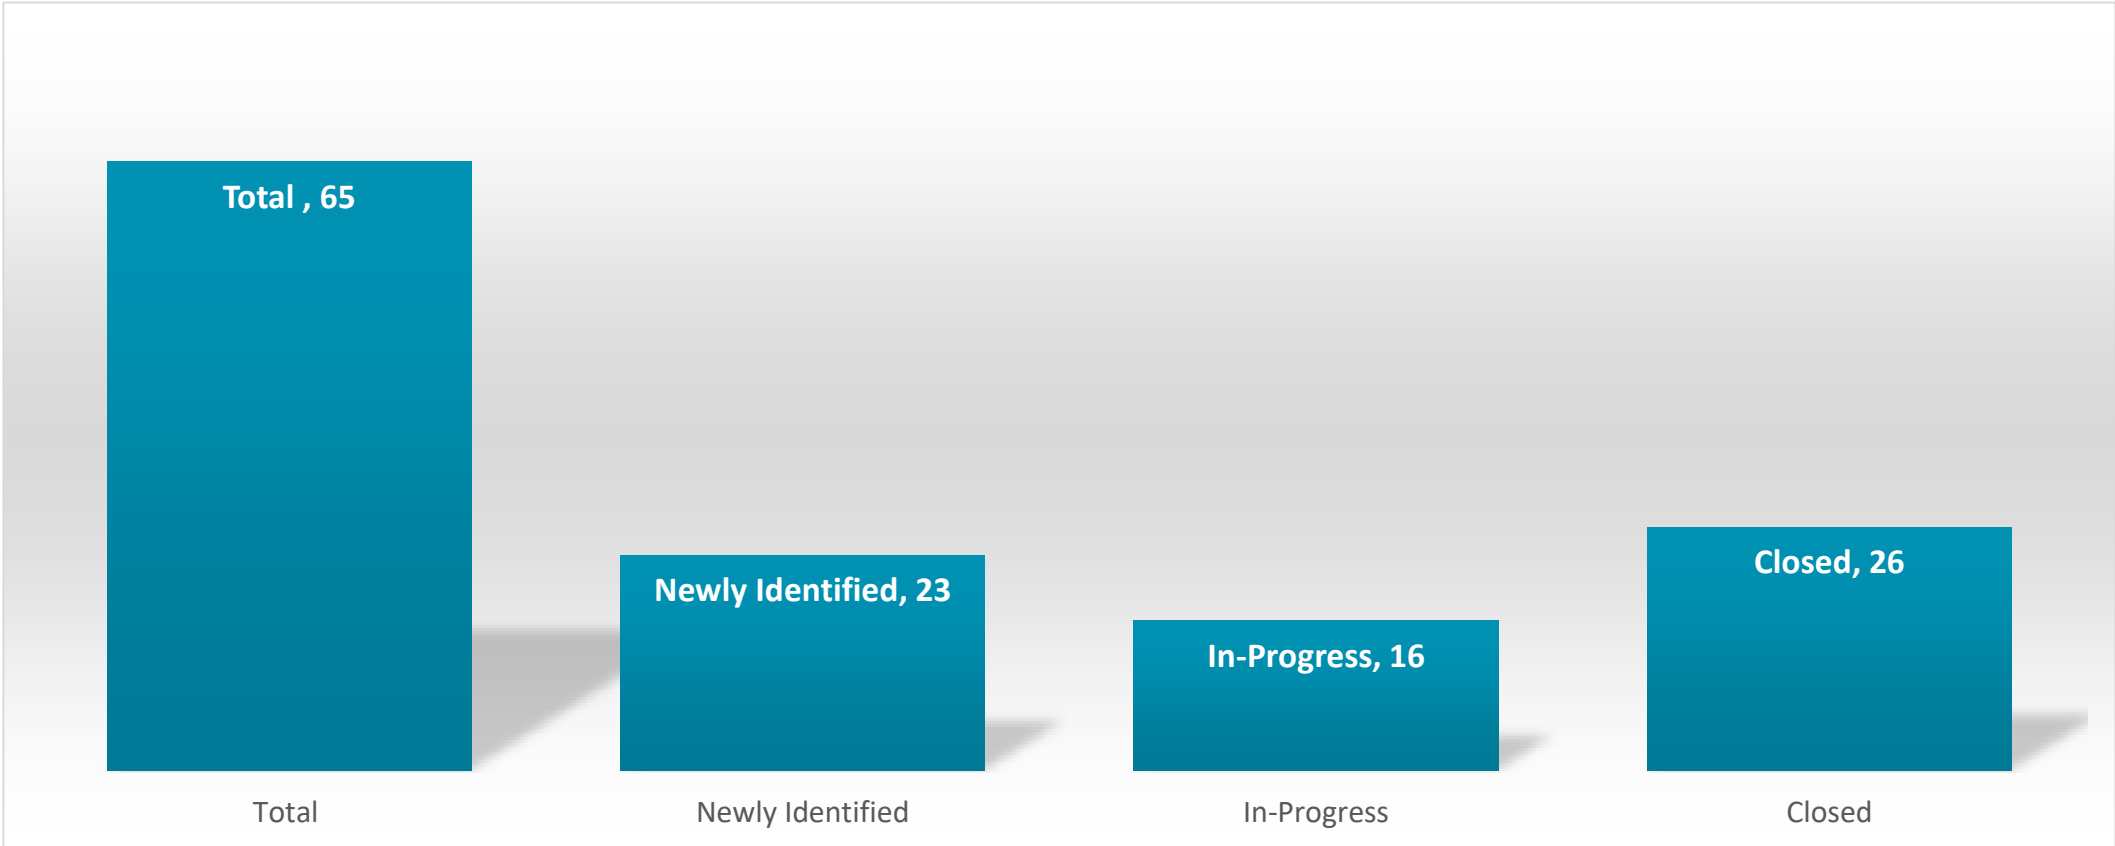 Total , 65
Newly Identified, 23
In-Progress, 16
Closed, 26
Total
Newly Identified
In-Progress
Closed